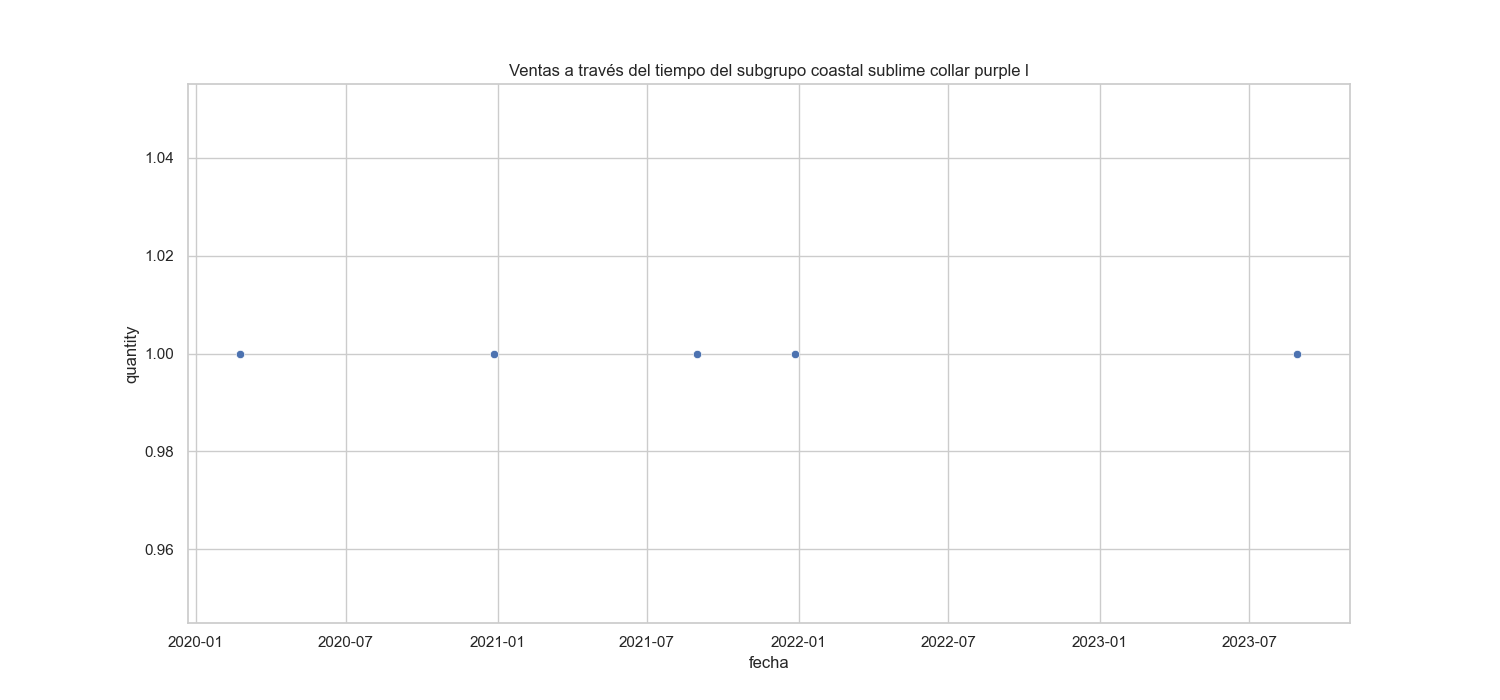 Ventas a través del tiempo del subgrupo coastal sublime collar purple l
1.04
1.02
1.00
0.98
0.96
quantity
2020-01 2020-07 2021-01 2021-07 2022-01 2022-07 2023-01 2023-07
fecha